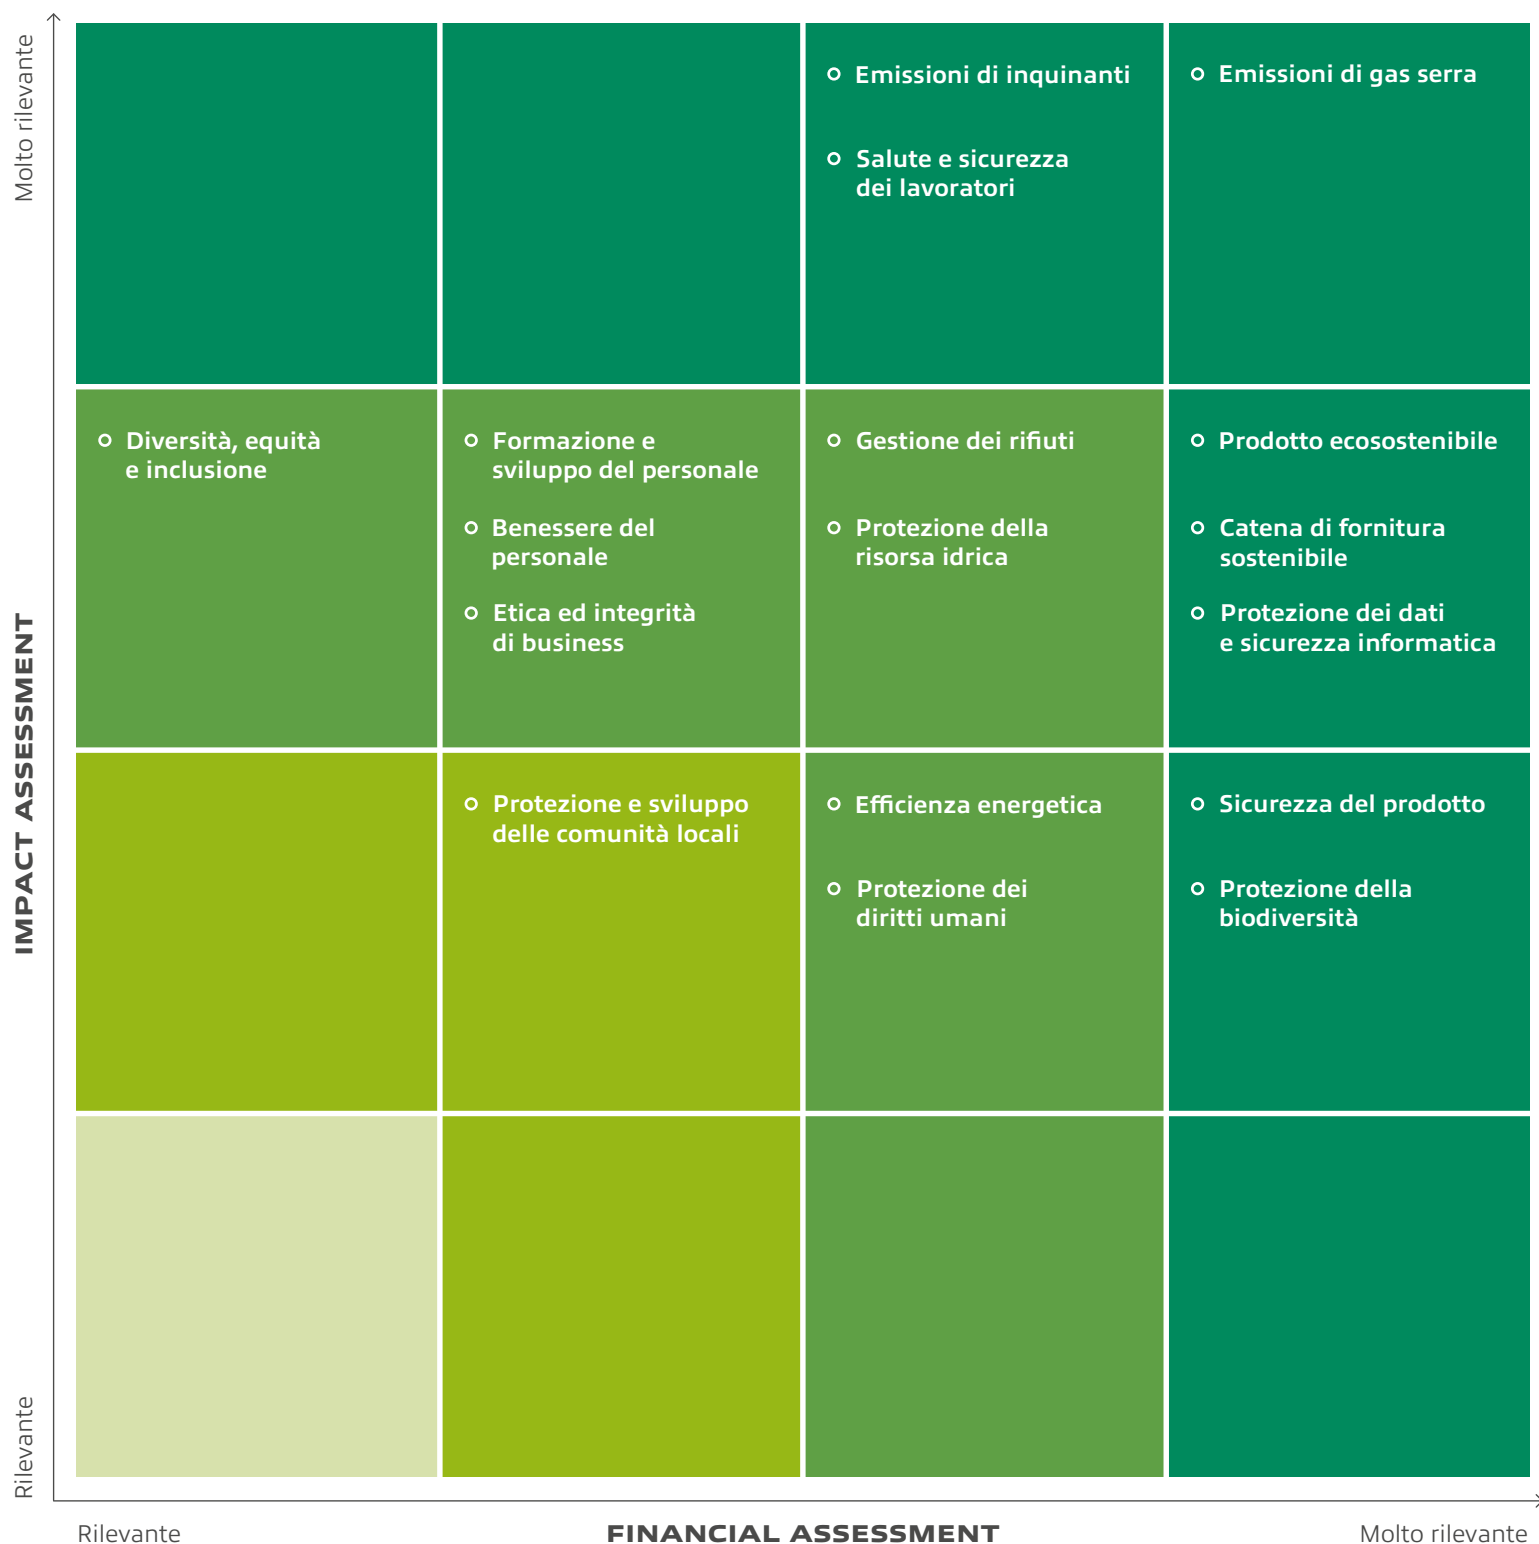 Molto rilevante
IMPACT ASSESSMENT
Rilevante
Emissioni di inquinanti
Salute e sicurezza
dei lavoratori
Emissioni di gas serra
Diversità, equità
e inclusione
Formazione e
sviluppo del personale
Benessere del
personale
Etica ed integrità
di business
Gestione dei rifiuti
Protezione della
risorsa idrica
Prodotto ecosostenibile
Catena di fornitura
sostenibile
Protezione dei dati
e sicurezza informatica
Protezione e sviluppo
delle comunità locali
Efficienza energetica
Protezione dei
diritti umani
Sicurezza del prodotto
Protezione della
biodiversità
Rilevante
FINANCIAL ASSESSMENT
Molto rilevante